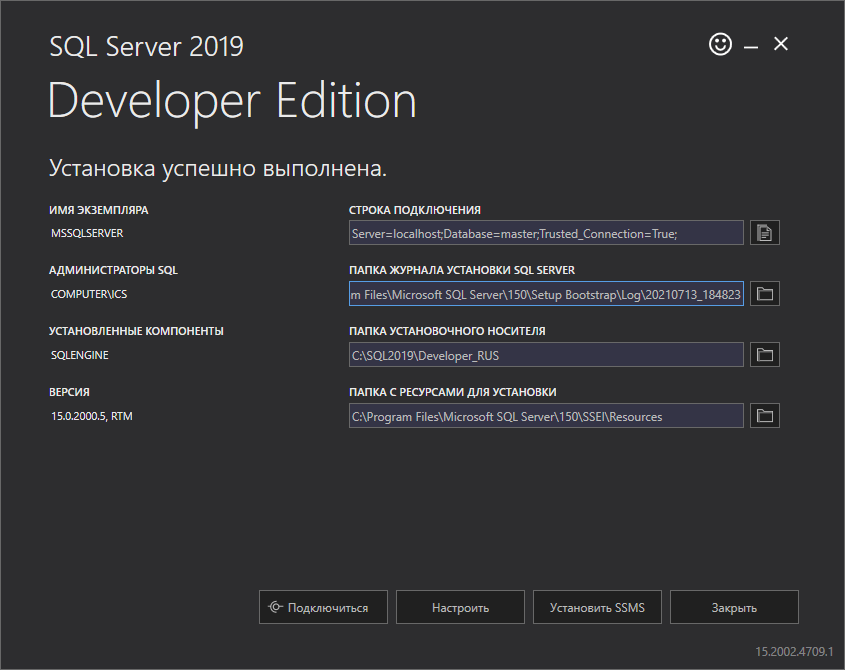 SQL Server 2019
Developer Edition
Установка успешно выполнена.
ИМЯ ЭКЗЕМПЛЯРА
MSSQLSERVER
СТРОКА ПОДКЛЮЧЕНИЯ
Server=localhost;Database=master;Trusted_Connection=True;
АДМИНИСТРАТОРЫ SQL
COMPUTER\ICS
ПАПКА ЖУРНАЛА УСТАНОВКИ SQL SERVER
m Files\Microsoft SQL Server\150\Setup Bootstrap\Log\20210713_184823
УСТАНОВЛЕННЫЕ КОМПОНЕНТЫ
SQLENGINE
ПАПКА УСТАНОВОЧНОГО НОСИТЕЛЯ
C:\SQL2019\Developer_RUS
ВЕРСИЯ
15.0.2000.5, RTM
ПАПКА С РЕСУРСАМИ ДЛЯ УСТАНОВКИ
C:\Program Files\Microsoft SQL Server\150\SSEI\Resources
Подключиться
Настроить
Установить SSMS
Закрыть
15.2002.4709.1